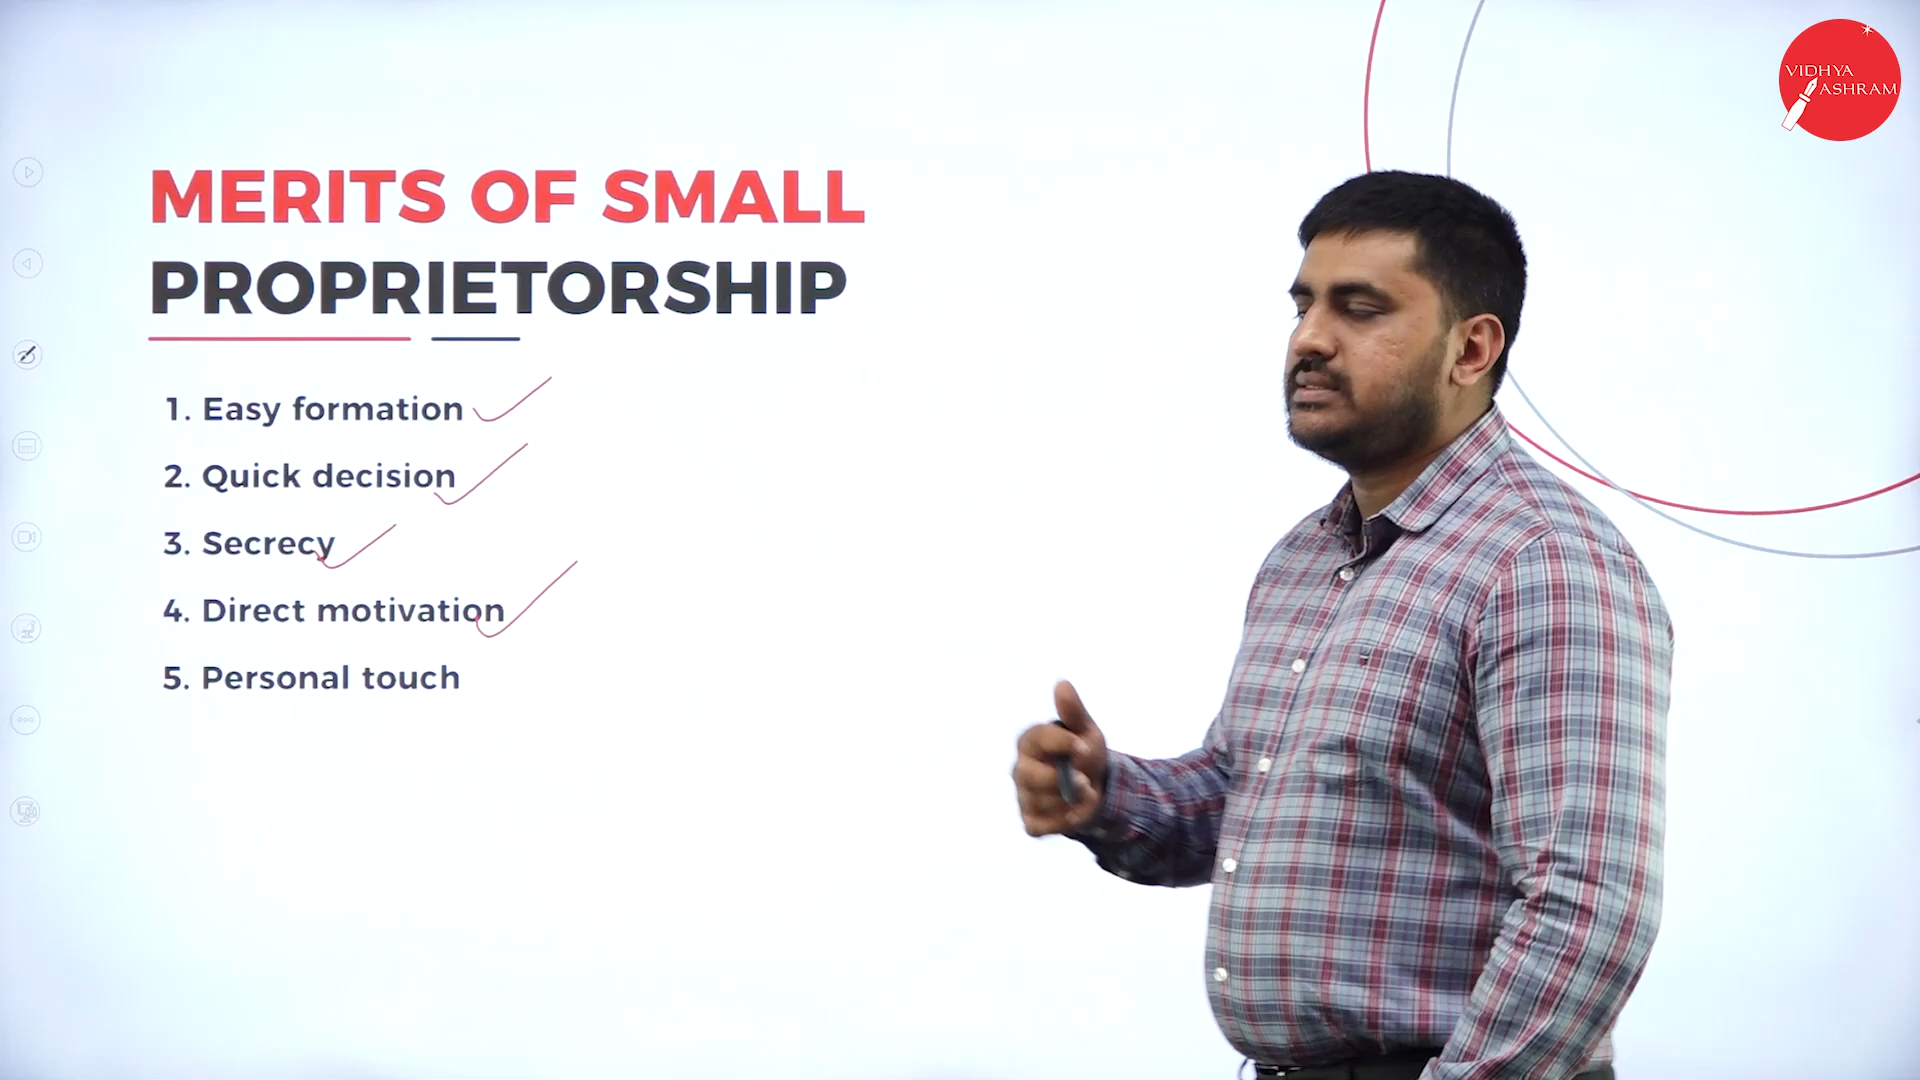 VIDHYA
ASHRAM
MERITS OF SMALL
PROPRIETORSHIP
1. Easy formation
2. Quick decision
3. Secrecy
4. Direct motivation
5. Personal touch